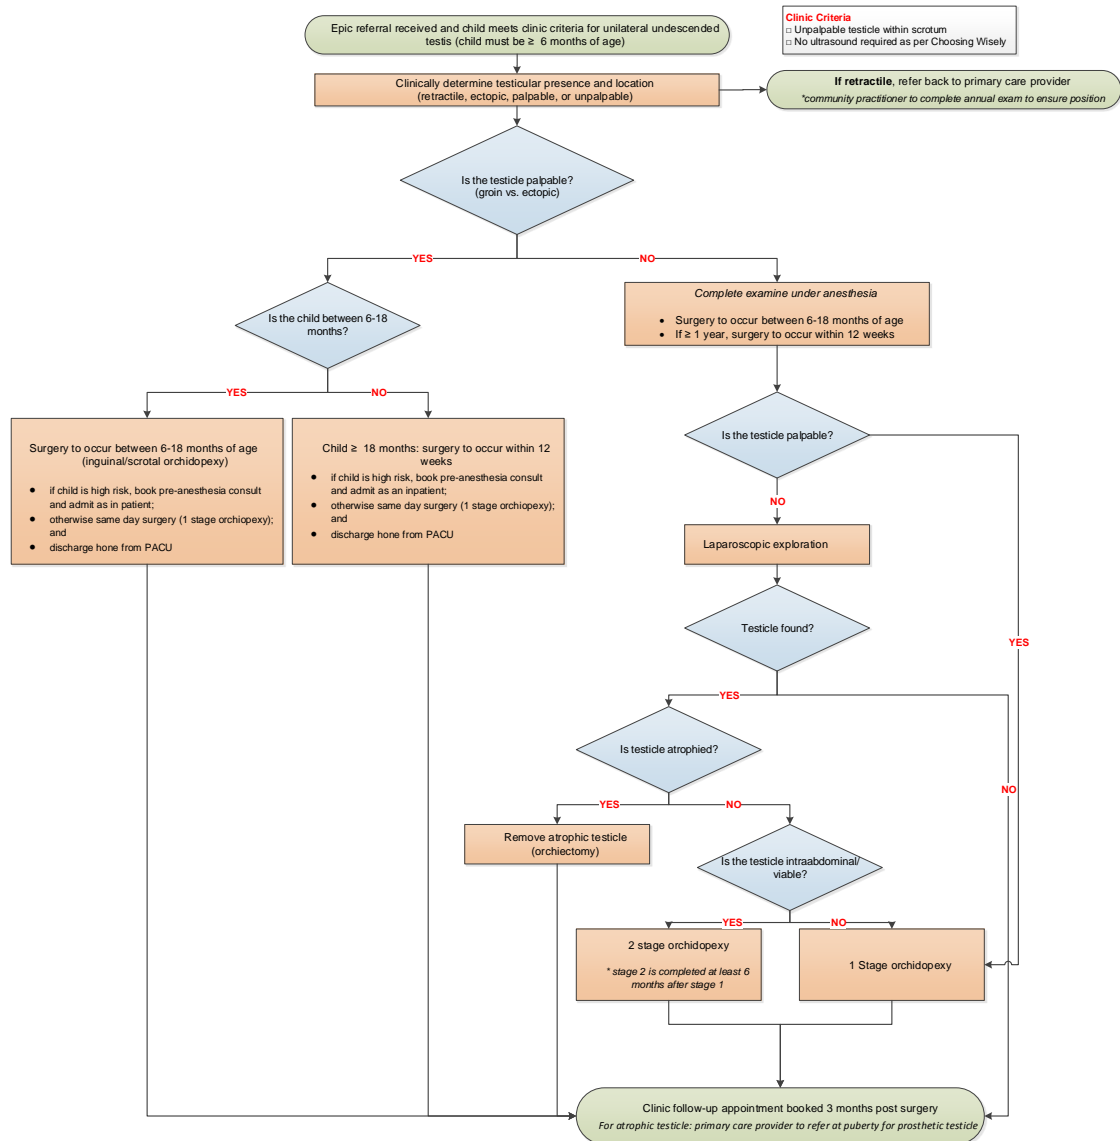 Clinic Criteria
□ Unpalpable testicle within scrotum
□ No ultrasound required as per Choosing Wisely
Epic referral received and child meets clinic criteria for unilateral undescended
testis (child must be ≥ 6 months of age)
Clinically determine testicular presence and location
(retractile, ectopic, palpable, or unpalpable)
If retractile, refer back to primary care provider
*community practitioner to complete annual exam to ensure position
Is the testicle palpable?
(groin vs. ectopic)
YES
NO
Is the child between 6-18
months?
Complete examine under anesthesia
● Surgery to occur between 6-18 months of age
● If ≥ 1 year, surgery to occur within 12 weeks
YES
NO
Surgery to occur between 6-18 months of age
(inguinal/scrotal orchidopexy)
● if child is high risk, book pre-anesthesia consult
and admit as in patient;
● otherwise same day surgery (1 stage orchiopexy);
and
● discharge hone from PACU
Child ≥ 18 months: surgery to occur within 12
weeks
● if child is high risk, book pre-anesthesia consult
and admit as an inpatient;
● otherwise same day surgery (1 stage orchiopexy);
and
● discharge hone from PACU
Is the testicle palpable?
NO
YES
Laparoscopic exploration
Testicle found?
YES
NO
Is testicle atrophied?
YES
NO
Remove atrophic testicle
(orchiectomy)
Is the testicle intraabdominal/
viable?
YES
NO
2 stage orchidopexy
* stage 2 is completed at least 6
months after stage 1
1 Stage orchidopexy
Clinic follow-up appointment booked 3 months post surgery
For atrophic testicle: primary care provider to refer at puberty for prosthetic testicle